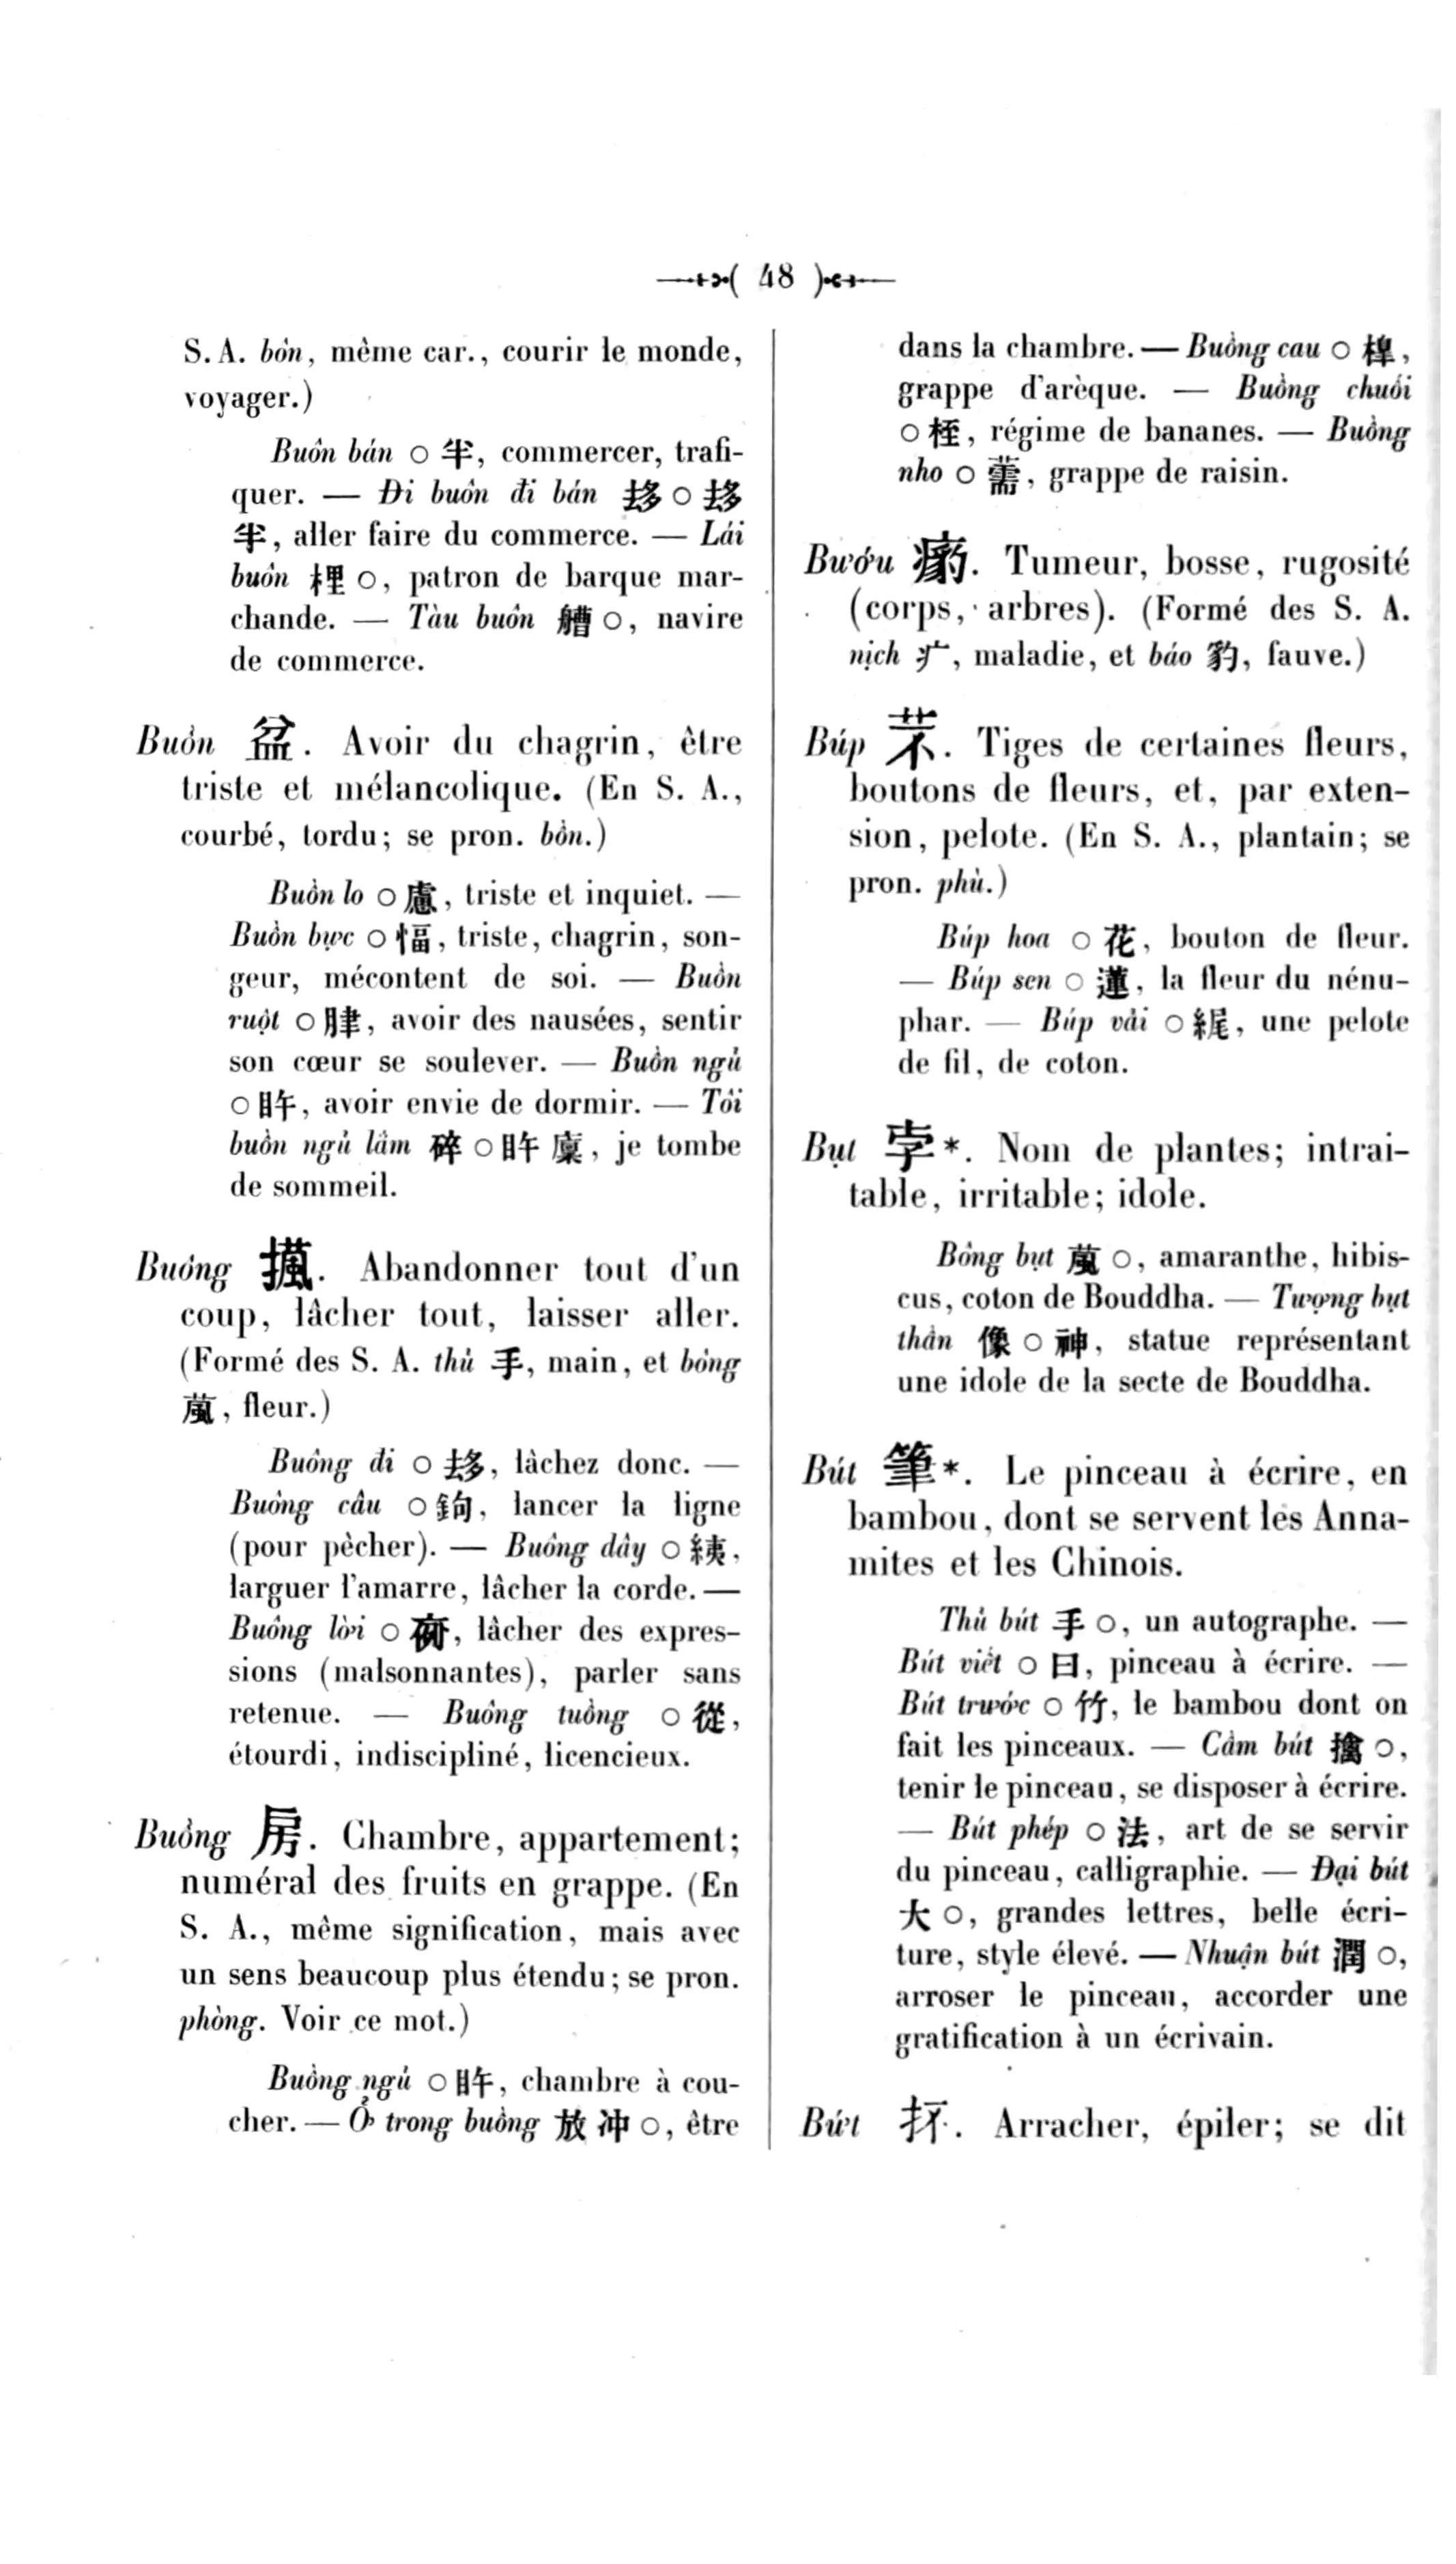 ( 48 )
S. A. bôn, même car., courir le monde,
voyager.)
Buôn bán ○ 半, commercer, trafi-
quer. — Đi buôn đi bán 𠫾 ○ 𠫾
半, aller faire du commerce. — Lái
buôn 梩 ○, patron de barque mar-
chande. — Tàu buôn 艚 ○, navire
de commerce.
Buồn 盆. Avoir du chagrin, être
triste et mélancolique. (En S. A.,
courbé, tordu; se pron. bồn.)
Buồn lo ○ 慮, triste et inquiet. —
Buồn bực ○ 愊, triste, chagrin, son-
geur, mécontent de soi. — Buồn
ruột ○ 𦛌, avoir des nausées, sentir
son cœur se soulever. — Buồn ngủ
○ 𥄬, avoir envie de dormir. — Tôi
buồn ngủ lắm 碎 ○ 𥄬 廩, je tombe
de sommeil.
Buông. Abandonner tout d'un
coup, lâcher tout, laisser aller.
(Formé des S. A. thủ 手, main, et bông
, fleur.)
Buông đi ○ 𠫾, lâchez donc. —
Buông câu ○ 鉤, lancer la ligne
(pour pêcher). — Buông dây ○,
larguer l'amarre, lâcher la corde. —
Buông lời ○, lâcher des expres-
sions (malsonnantes), parler sans
retenue. — Buông tuồng ○ 從,
étourdi, indiscipliné, licencieux.
Buồng 房. Chambre, appartement;
numéral des fruits en grappe. (En
S. A., même signification, mais avec
un sens beaucoup plus étendu; se pron.
phòng. Voir ce mot.)
Buồng ngủ ○ 𥄬, chambre à cou-
cher. — Ở trong buồng 放 冲 ○, être
dans la chambre. — Buồng cau ○,
grappe d'arèque. — Buồng chuối
○ 桎, régime de bananes. — Buồng
nho ○, grappe de raisin.
Bướu. Tumeur, bosse, rugosité
(corps, arbres). (Formé des S. A.
nịch 疒, maladie, et báo 豹, fauve.)
Búp 芣. Tiges de certaines fleurs,
boutons de fleurs, et, par exten-
sion, pelote. (En S. A., plantain; se
pron. phù.)
Búp hoa ○ 花, bouton de fleur.
— Búp sen ○ 蓮, la fleur du nénu-
phar. — Búp vải ○ 䋿, une pelote
de fil, de coton.
Bụt 孛*. Nom de plantes; intrai-
table, irritable; idole.
Bông bụt ○, amaranthe, hibis-
cus, coton de Bouddha. — Tượng bụt
thần 像 ○ 神, statue représentant
une idole de la secte de Bouddha.
Bút 筆*. Le pinceau à écrire, en
bambou, dont se servent les Anna-
mites et les Chinois.
Thủ bút 手 ○, un autographe. —
Bút viết ○ 曰, pinceau à écrire. —
Bút trước ○ 竹, le bambou dont on
fait les pinceaux. — Cầm bút 擒 ○,
tenir le pinceau, se disposer à écrire.
— Bút phép ○ 法, art de se servir
du pinceau, calligraphie. — Đại bút
大 ○, grandes lettres, belle écri-
ture, style élevé. — Nhuận bút 潤 ○,
arroser le pinceau, accorder une
gratification à un écrivain.
Bứt 抔. Arracher, épiler; se dit